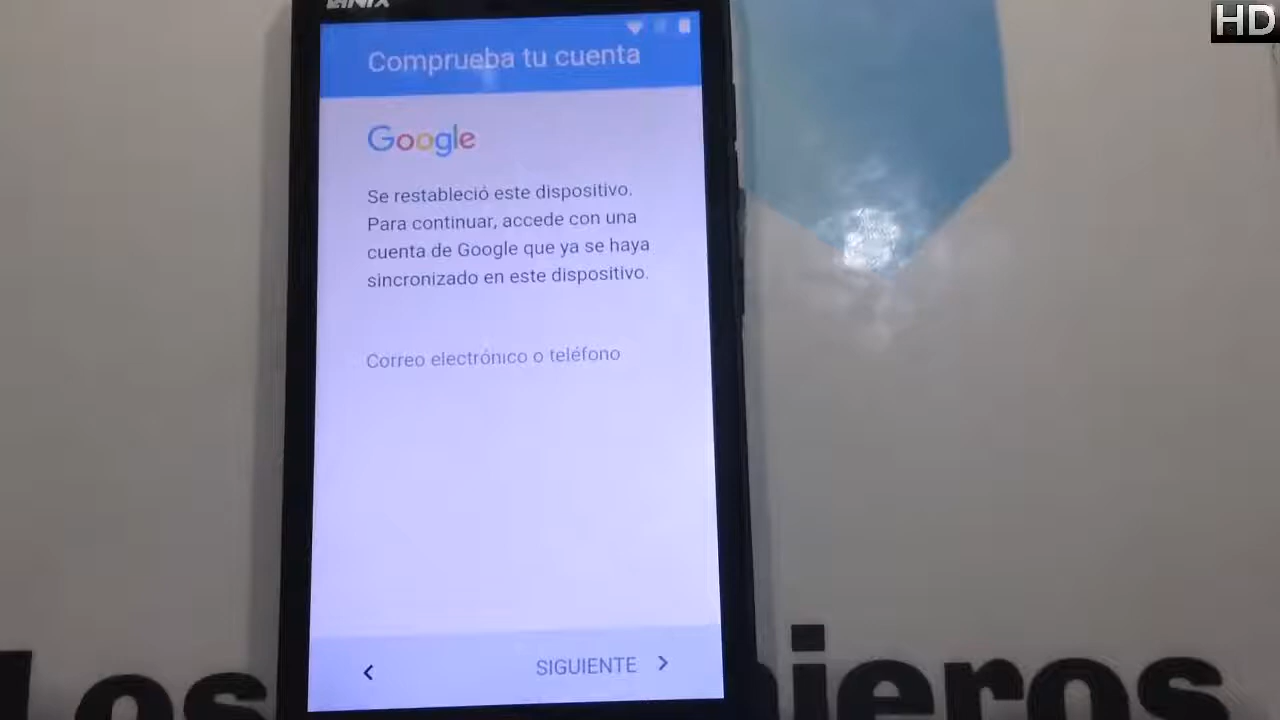 HD
Comprueba tu cuenta
Google
Se restableció este dispositivo.
Para continuar, accede con una
cuenta de Google que ya se haya
sincronizado en este dispositivo.
Correo electrónico o teléfono
SIGUIENTE
Los